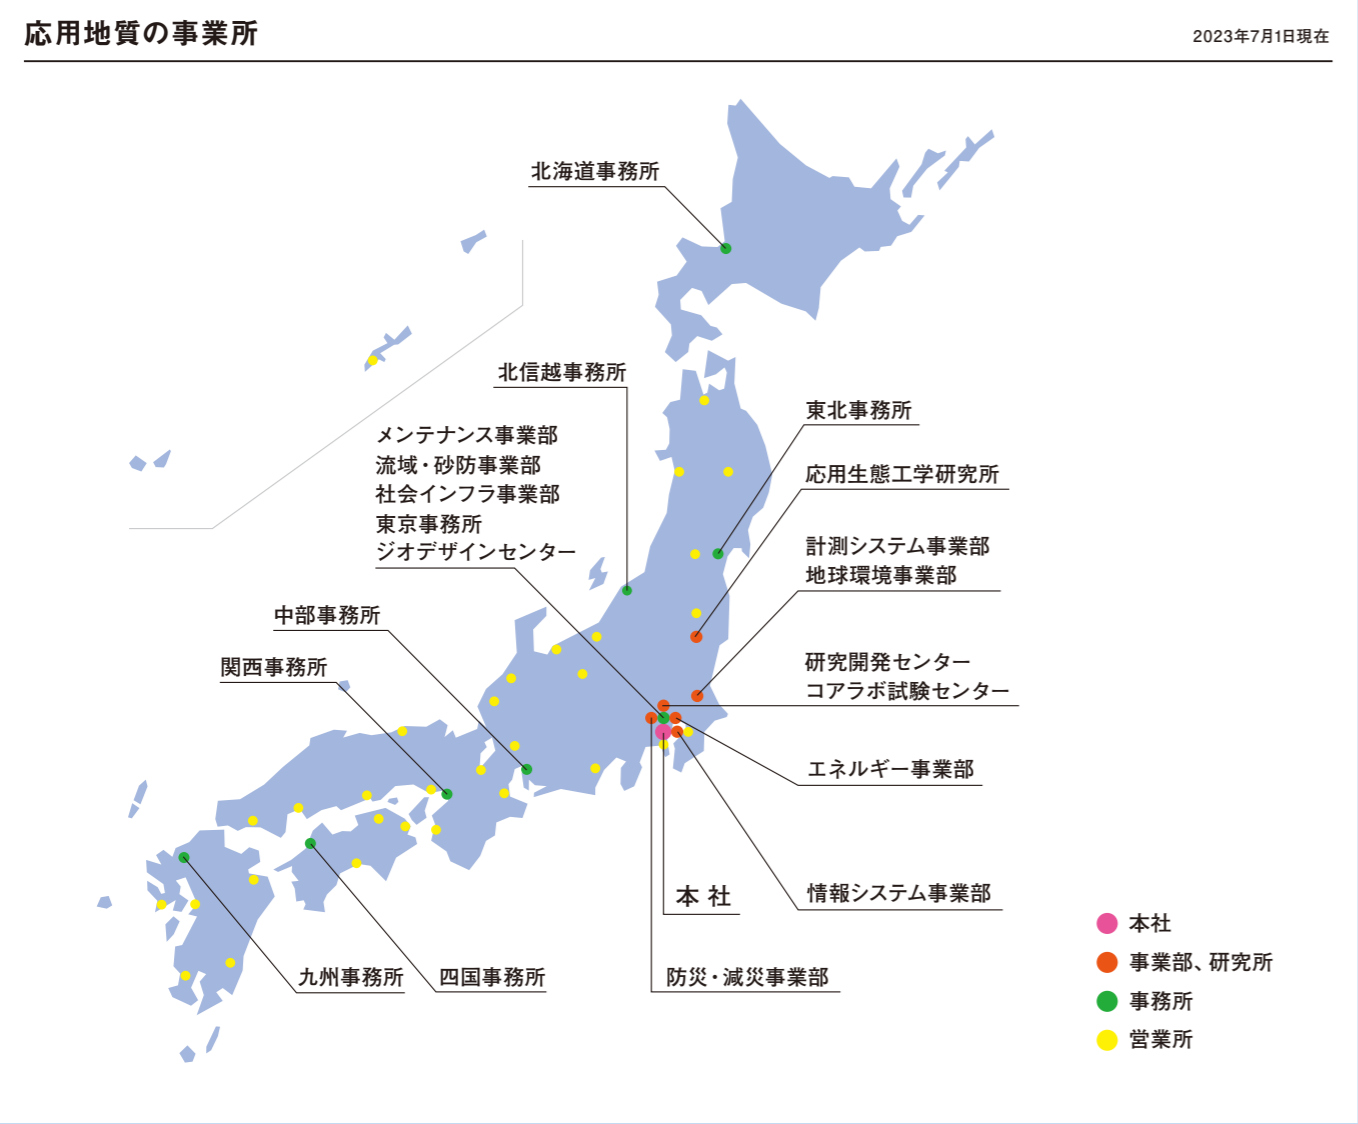 応用地質の事業所
2023年7月1日現在
北海道事務所
北信越事務所
東北事務所
メンテナンス事業部
流域・砂防事業部
社会インフラ事業部
東京事務所
ジオデザインセンター
応用生態工学研究所
計測システム事業部
地球環境事業部
中部事務所
関西事務所
研究開発センター
コアラボ試験センター
エネルギー事業部
本 社
情報システム事業部
九州事務所
四国事務所
防災・減災事業部
本社
事業部、研究所
事務所
営業所